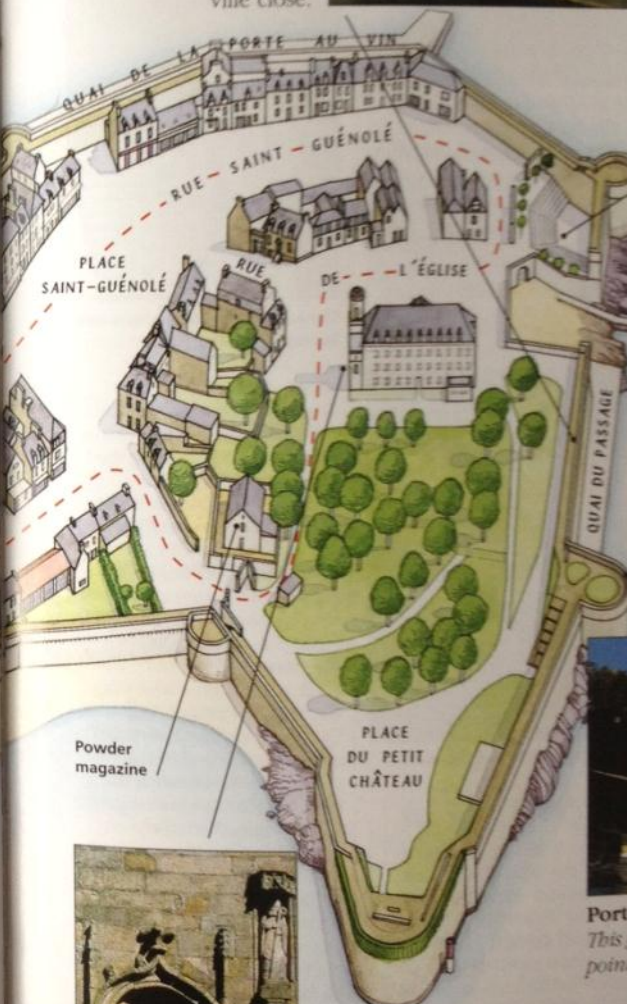 ville close.
QUAI DE LA PORTE AU VIN
RUE SAINT-GUÉNOLÉ
PLACE
SAINT-GUÉNOLÉ
RUE DE L'ÉGLISE
QUAI DU PASSAGE
Powder
magazine
PLACE
DU PETIT
CHÂTEAU
Port
This
point